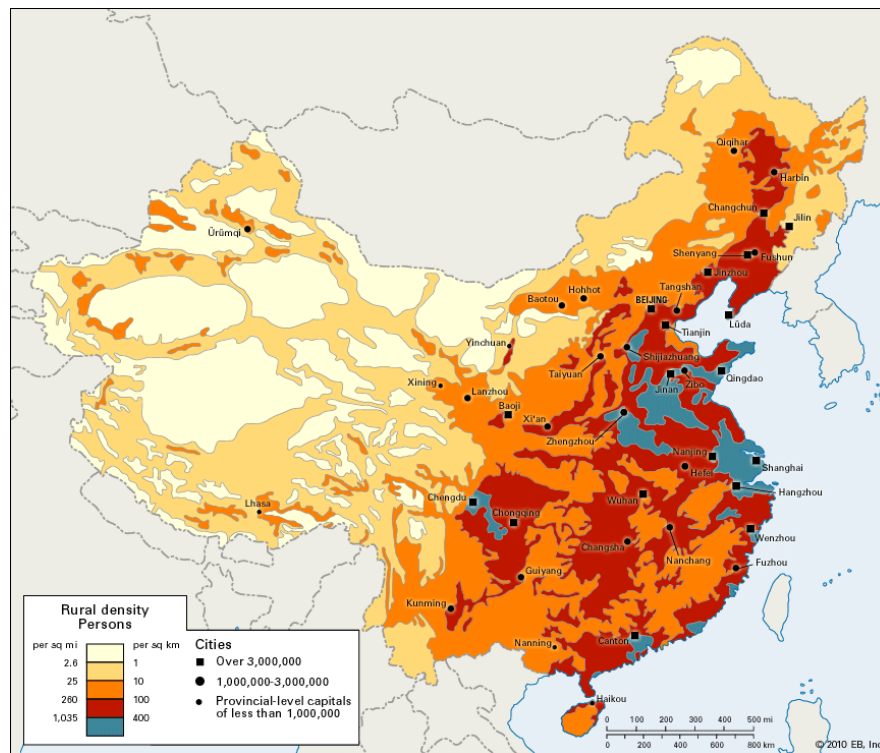 Qiqihar
Harbin
Changchun
Jilin
Ürümqi
Shenyang
Fushun
Jinzhou
Hohhot
Tangshan
Baotou
BEIJING
Lüda
Tianjin
Yinchuan
Shijiazhuang
Taiyuan
Xining
Zibo
Qingdao
Jinan
Lanzhou
Baoji
Xi'an
Zhengzhou
Nanjing
Shanghai
Hefei
Chengdu
Hangzhou
Lhasa
Wuhan
Chongqing
Wenzhou
Changsha
Nanchang
Fuzhou
Guiyang
Kunming
Canton
Nanning
Haikou
Rural density
Persons
per sq mi per sq km
2.6 1
25 10
260 100
1,035 400
Cities
Over 3,000,000
1,000,000-3,000,000
Provincial-level capitals
of less than 1,000,000
0 100 200 300 400 500 mi
0 200 400 600 800 km
© 2010 EB, Inc